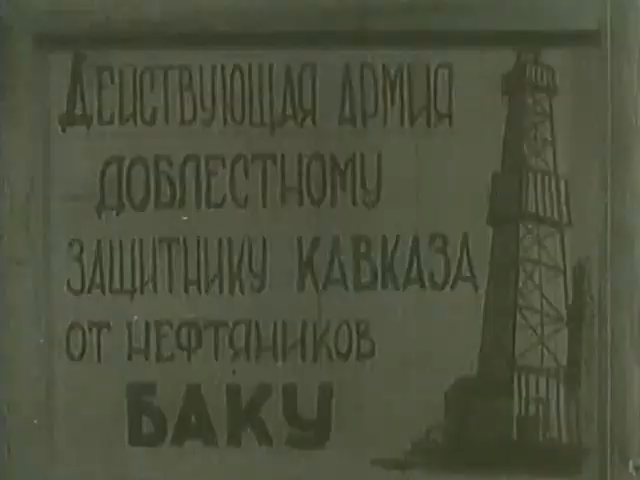 ДЕЙСТВУЮЩАЯ АРМИЯ
ДОБЛЕСТНОМУ
ЗАЩИТНИКУ КАВКАЗА
ОТ НЕФТЯНИКОВ
БАКУ